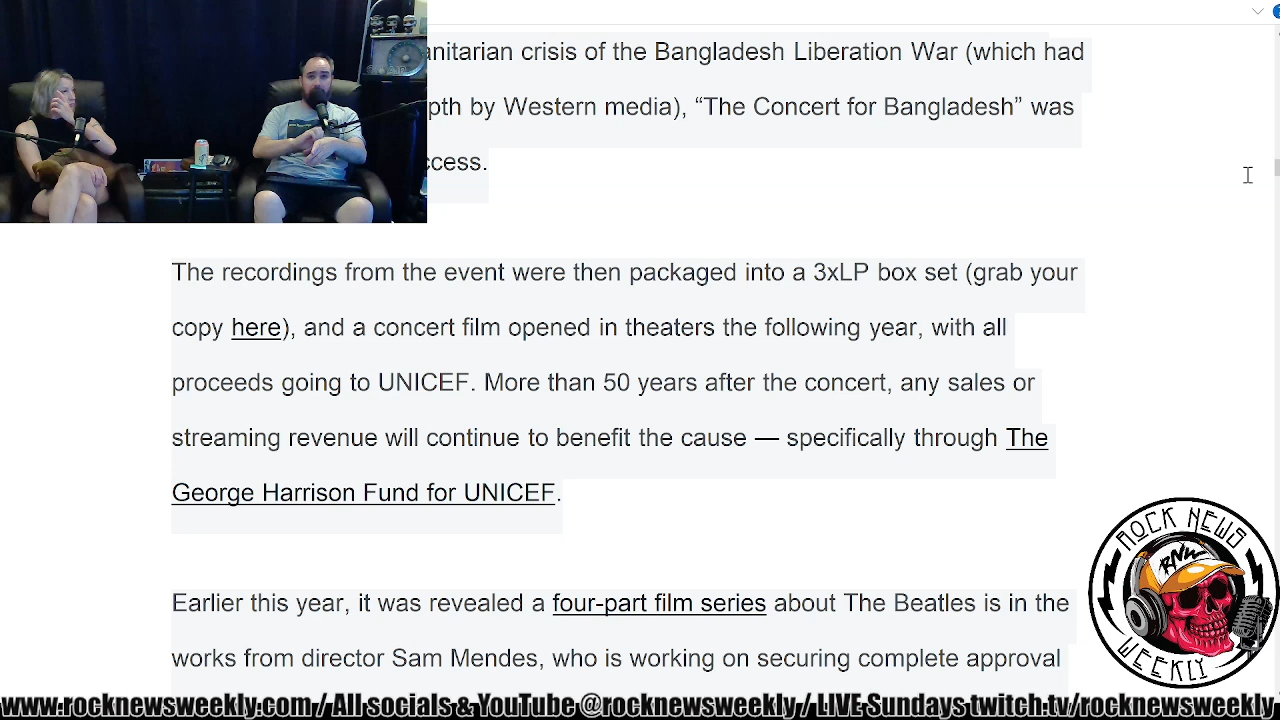 anitarian crisis of the Bangladesh Liberation War (which had
pth by Western media), “The Concert for Bangladesh” was
ccess.
The recordings from the event were then packaged into a 3xLP box set (grab your
copy here), and a concert film opened in theaters the following year, with all
proceeds going to UNICEF. More than 50 years after the concert, any sales or
streaming revenue will continue to benefit the cause — specifically through The
George Harrison Fund for UNICEF.
Earlier this year, it was revealed a four-part film series about The Beatles is in the
works from director Sam Mendes, who is working on securing complete approval
ROCK NEWS
RNW
WEEKLY
www.rocknewsweekly.com / All socials & YouTube @rocknewsweekly / LIVE Sundays twitch.tv/rocknewsweekly